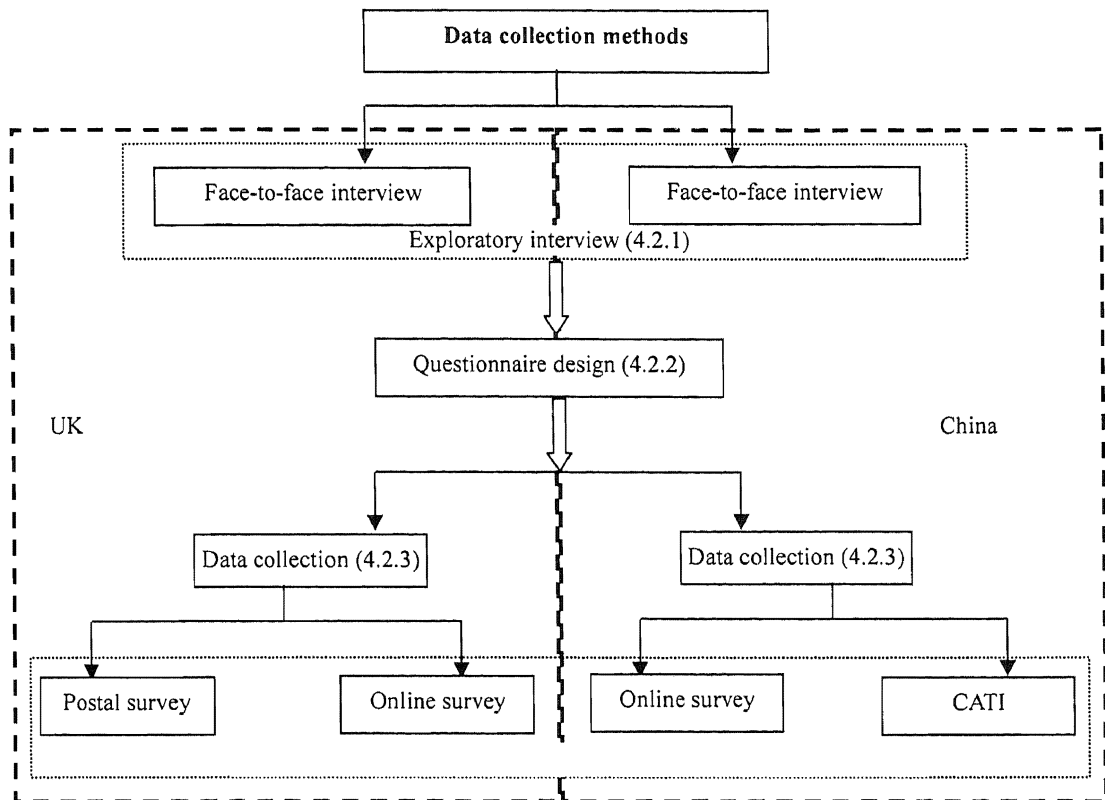 Data collection methods
Face-to-face interview
Face-to-face interview
Exploratory interview (4.2.1)
Questionnaire design (4.2.2)
UK
China
Data collection (4.2.3)
Data collection (4.2.3)
Postal survey
Online survey
Online survey
CATI